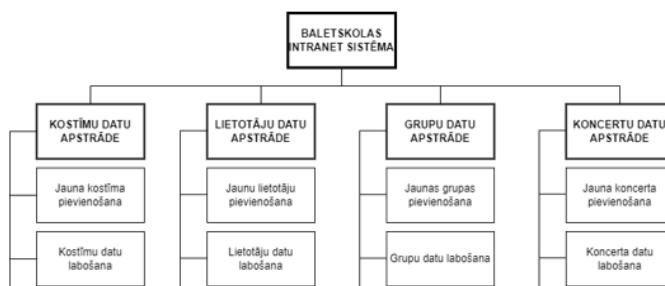 BALETSKOLAS
INTRANET SISTĒMA
KOSTĪMU DATU
APSTRĀDE
LIETOTĀJU DATU
APSTRĀDE
GRUPU DATU
APSTRĀDE
KONCERTU DATU
APSTRĀDE
Jauna kostīma
pievienošana
Jaunu lietotāju
pievienošana
Jaunas grupas
pievienošana
Jauna koncerta
pievienošana
Kostīmu datu
labošana
Lietotāju datu
labošana
Grupu datu labošana
Koncerta datu
labošana